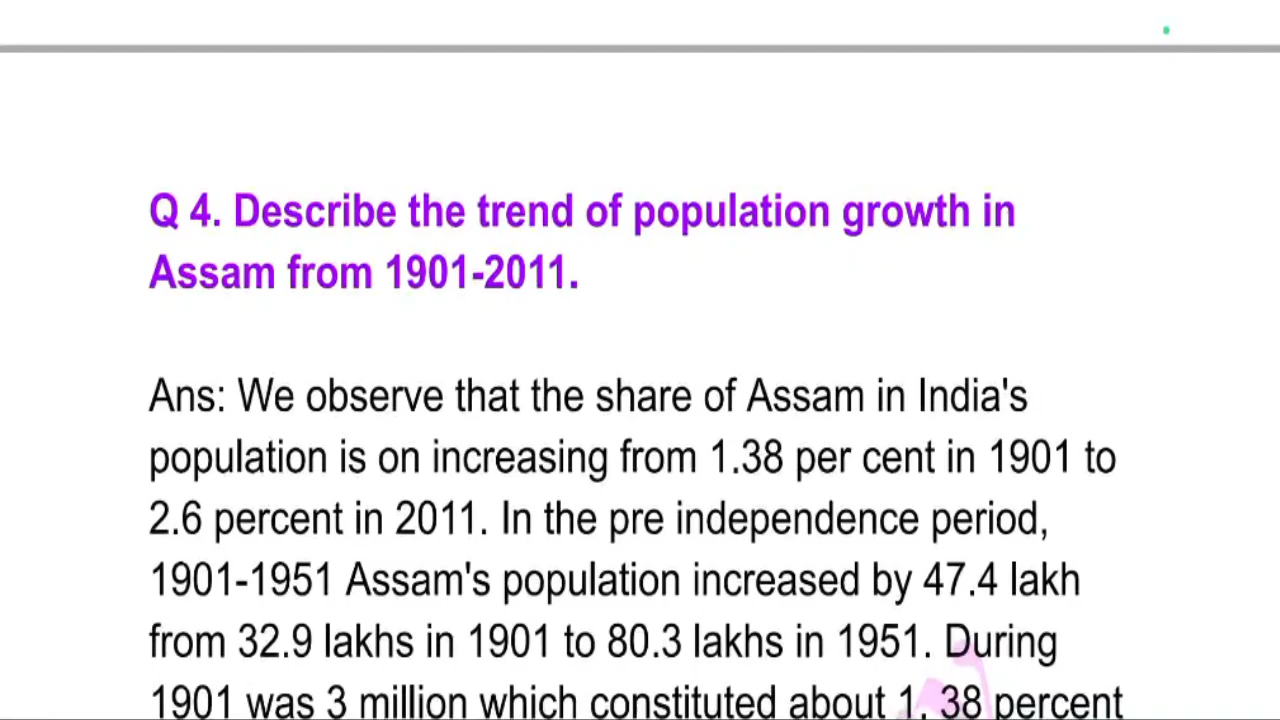 Q 4. Describe the trend of population growth in
Assam from 1901-2011.
Ans: We observe that the share of Assam in India's
population is on increasing from 1.38 per cent in 1901 to
2.6 percent in 2011. In the pre independence period,
1901-1951 Assam's population increased by 47.4 lakh
from 32.9 lakhs in 1901 to 80.3 lakhs in 1951. During
1901 was 3 million which constituted about 1. 38 percent